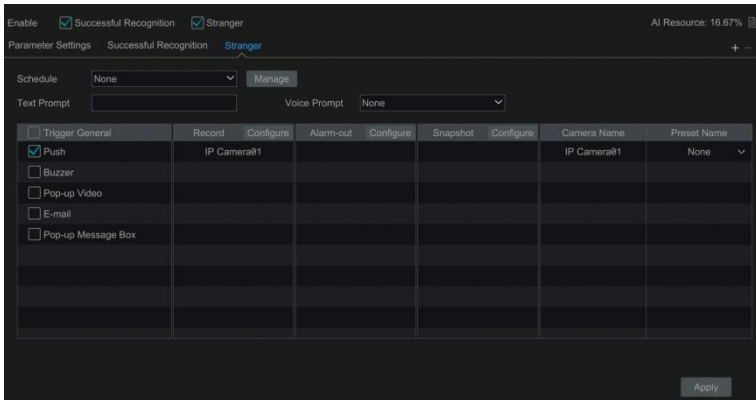 Enable Successful Recognition Stranger AI Resource: 16.67%
Parameter Settings Successful Recognition Stranger + −
Schedule None Manage
Text Prompt Voice Prompt None
Trigger General Record Configure Alarm-out Configure Snapshot Configure Camera Name Preset Name
Push IP Camera01 IP Camera01 None
Buzzer
Pop-up Video
E-mail
Pop-up Message Box
Apply